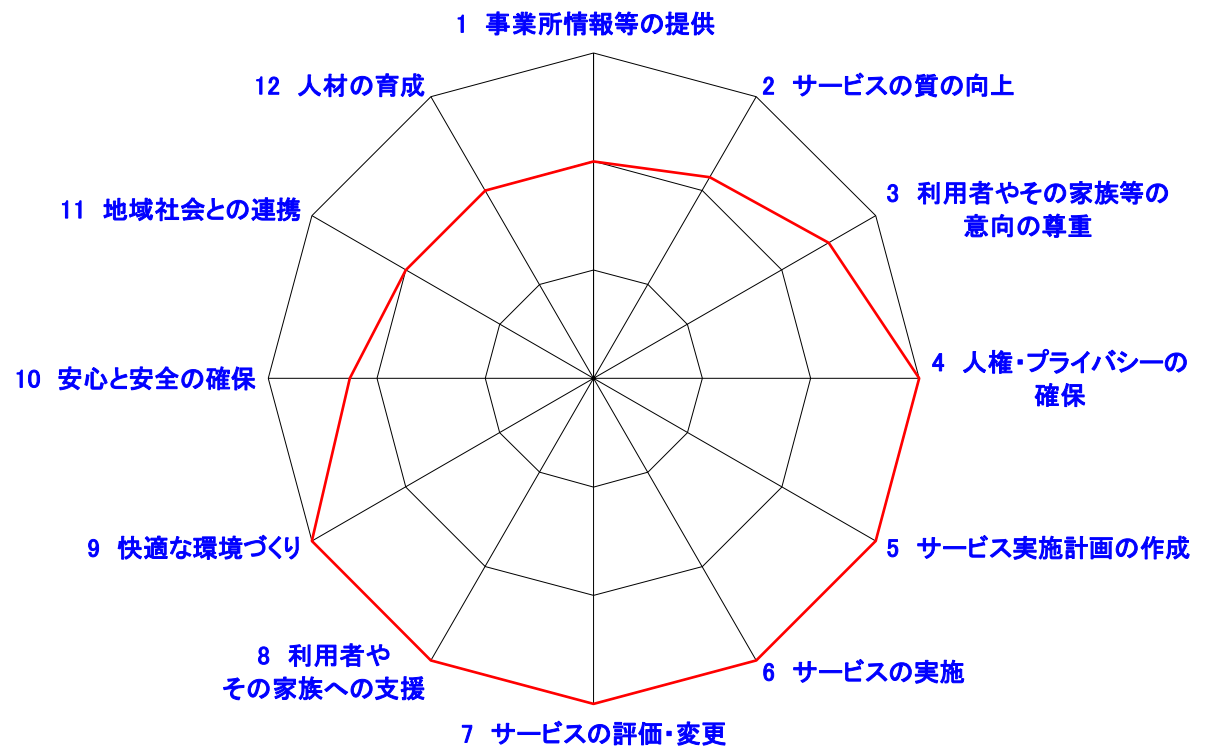 1 事業所情報等の提供
2 サービスの質の向上
3 利用者やその家族等の
意向の尊重
4 人権・プライバシーの
確保
5 サービス実施計画の作成
6 サービスの実施
7 サービスの評価・変更
8 利用者や
その家族への支援
9 快適な環境づくり
10 安心と安全の確保
11 地域社会との連携
12 人材の育成